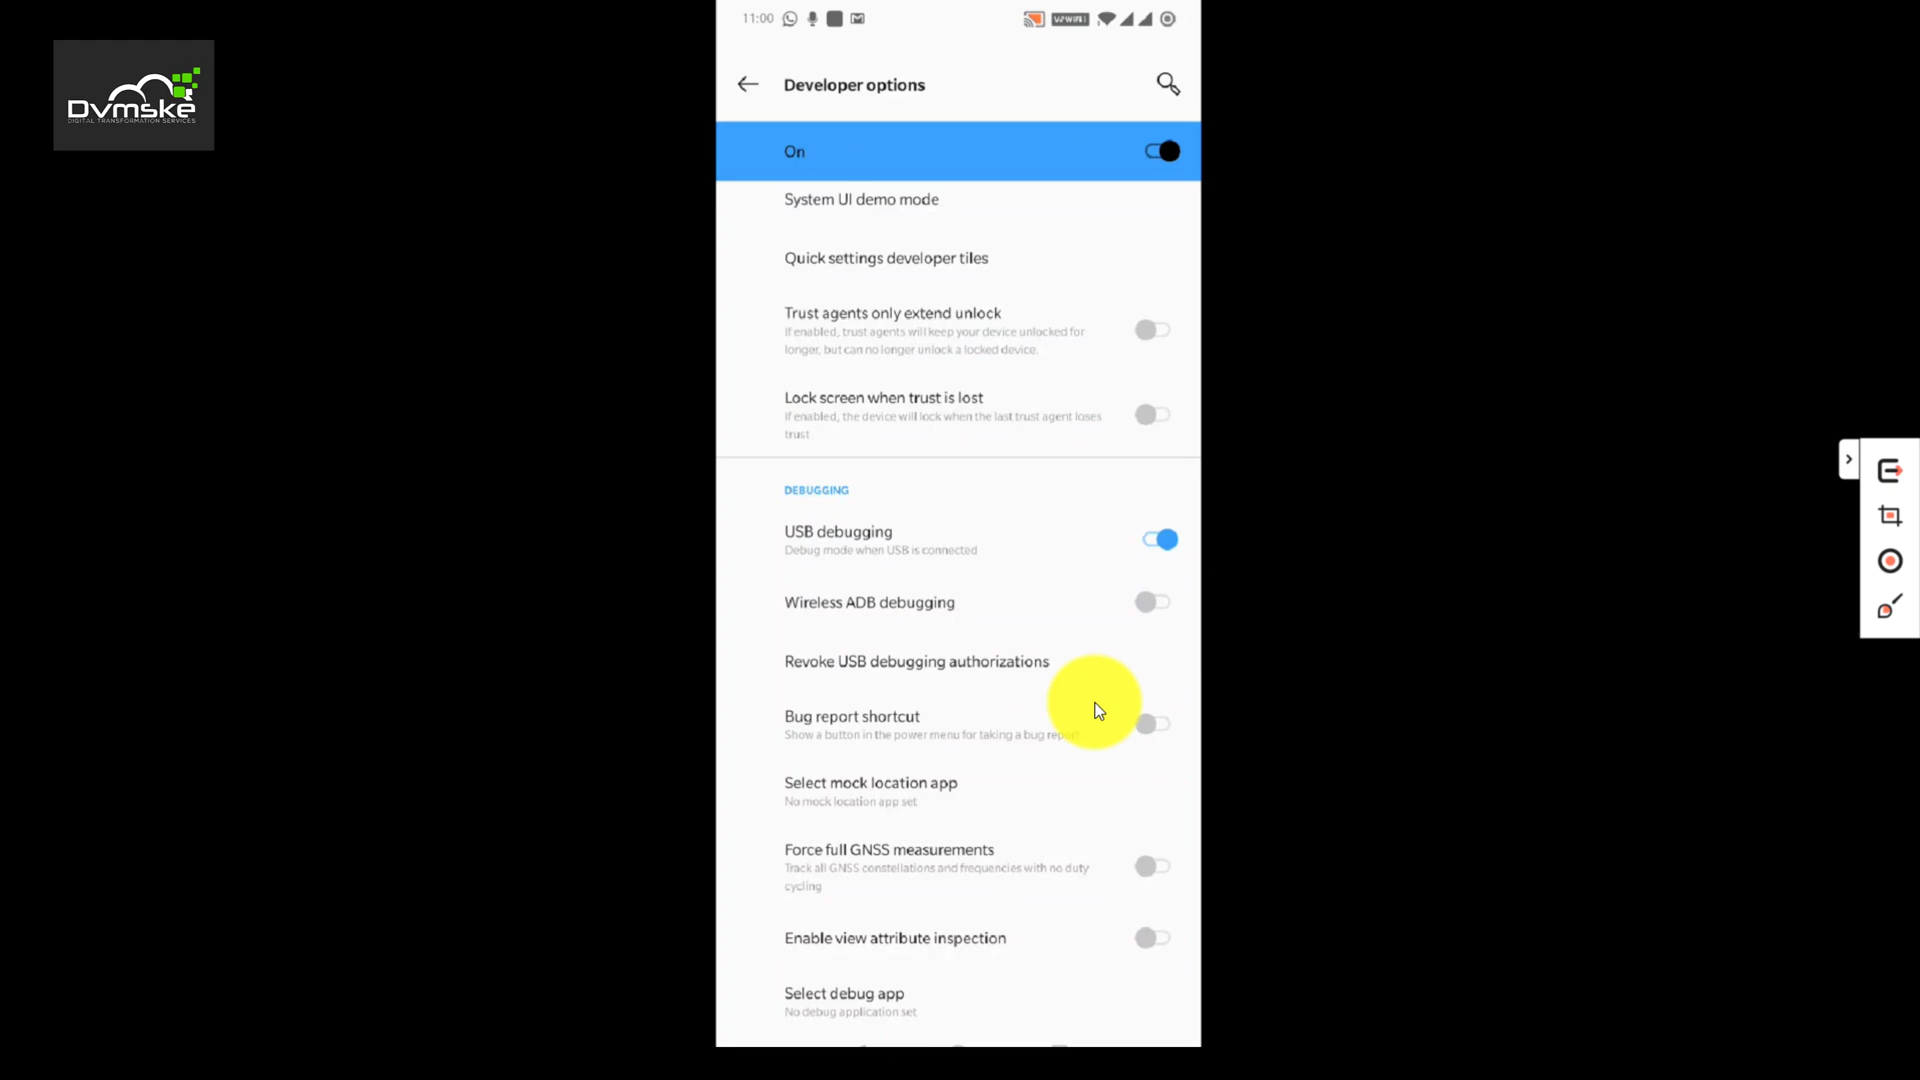 11:00
VoWiFi
Dvmske
DIGITAL TRANSFORMATION SERVICES
Developer options
On
System UI demo mode
Quick settings developer tiles
Trust agents only extend unlock
If enabled, trust agents will keep your device unlocked for
longer, but can no longer unlock a locked device.
Lock screen when trust is lost
If enabled, the device will lock when the last trust agent loses
trust
DEBUGGING
USB debugging
Debug mode when USB is connected
Wireless ADB debugging
Revoke USB debugging authorizations
Bug report shortcut
Show a button in the power menu for taking a bug report
Select mock location app
No mock location app set
Force full GNSS measurements
Track all GNSS constellations and frequencies with no duty
cycling
Enable view attribute inspection
Select debug app
No debug application set